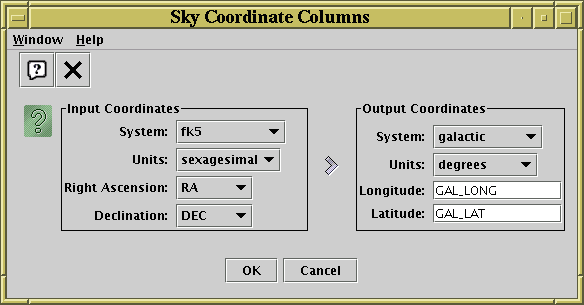 Sky Coordinate Columns
Window Help
Input Coordinates
System: fk5
Units: sexagesimal
Right Ascension: RA
Declination: DEC
Output Coordinates
System: galactic
Units: degrees
Longitude: GAL_LONG
Latitude: GAL_LAT
OK Cancel